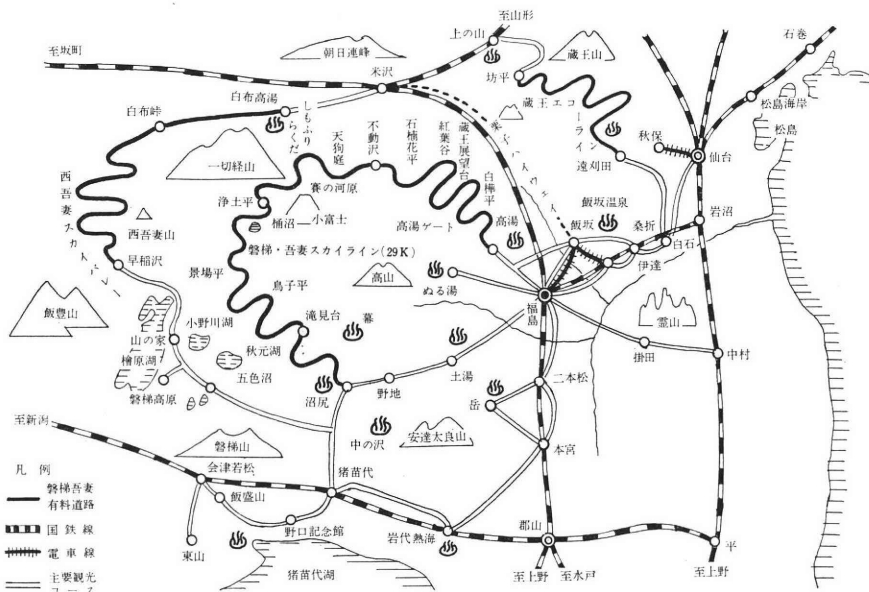 至山形
上の山
至坂町
朝日連峰
蔵王山
石巻
米沢
坊平
蔵王エコーライン
松島海岸
松島
白布高湯
白布峠
しもふり
らくだ
天狗庭
不動沢
石楠花平
紅葉谷
蔵王展望台
白樺平
秋保
仙台
遠刈田
一切経山
西吾妻スカイバレー
賽の河原
浄土平
桶沼
小富士
高湯ゲート
高湯
飯坂温泉
飯坂
桑折
白石
岩沼
西吾妻山
磐梯・吾妻スカイライン(29K)
伊達
早稲沢
景場平
鳥子平
高山
ぬる湯
福島
霊山
飯豊山
小野川湖
滝見台
幕
山の家
檜原湖
秋元湖
土湯
掛田
中村
五色沼
磐梯高原
沼尻
野地
岳
二本松
至新潟
磐梯山
中の沢
安達太良山
本宮
会津若松
猪苗代
飯盛山
野口記念館
岩代熱海
郡山
平
東山
猪苗代湖
至上野
至水戸
至上野
凡例
磐梯吾妻
有料道路
国鉄線
電車線
主要観光
コース